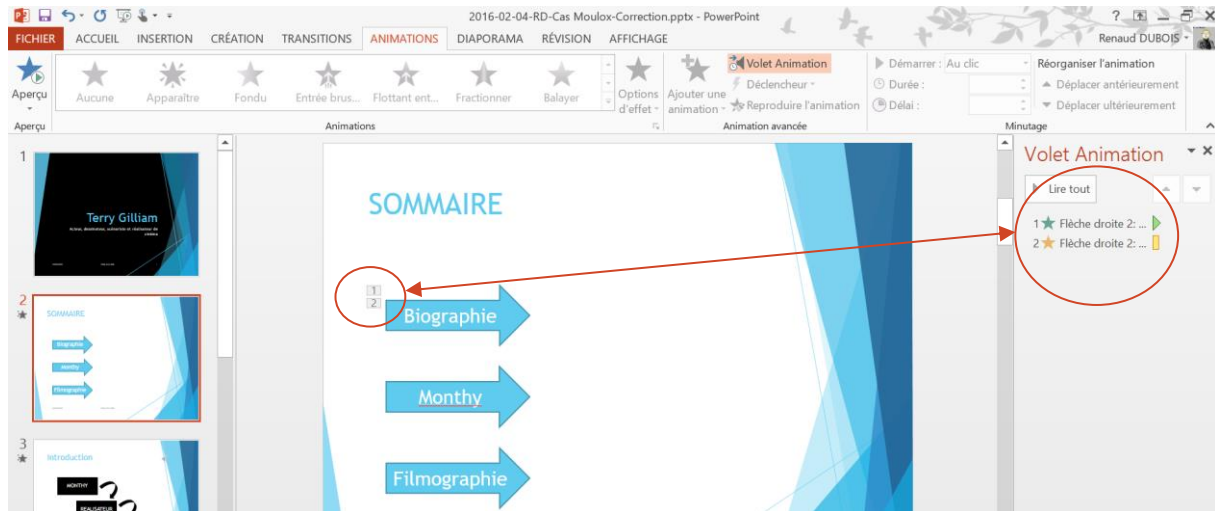 2016-02-04-RD-Cas Moulox-Correction.pptx - PowerPoint
?
FICHIER ACCUEIL INSERTION CRÉATION TRANSITIONS ANIMATIONS DIAPORAMA RÉVISION AFFICHAGE Renaud DUBOIS
Aperçu
Aucune Apparaître Fondu Entrée brus... Flottant ent... Fractionner Balayer
Options d'effet
Ajouter une animation
Volet Animation
Déclencheur
Reproduire l'animation
Démarrer : Au clic
Durée :
Délai :
Réorganiser l'animation
Déplacer antérieurement
Déplacer ultérieurement
Aperçu Animations Animation avancée Minutage
1
Terry Gilliam
2
SOMMAIRE
Biographie
Monthy
Filmographie
3
Introduction
MONTHY
REALISATEUR
SOMMAIRE
1
2
Biographie
Monthy
Filmographie
Volet Animation
Lire tout
1 Flèche droite 2: ...
2 Flèche droite 2: ...